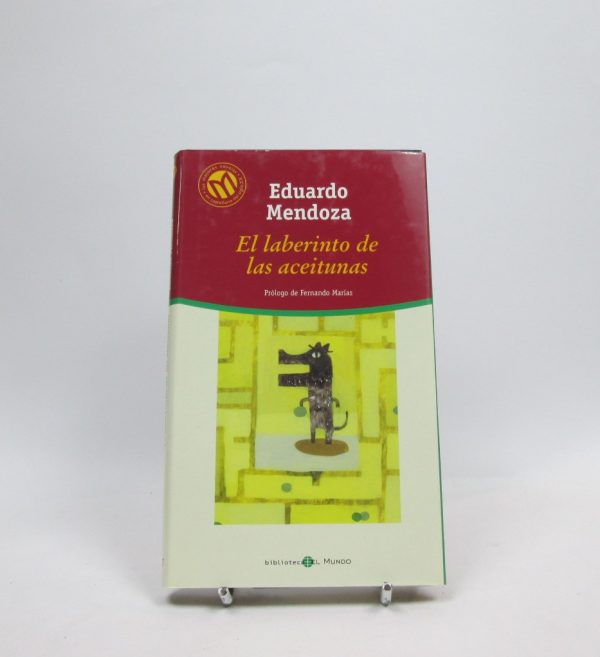 Eduardo
Mendoza
El laberinto de
las aceitunas
Prólogo de Fernando Marías
biblioteca EL MUNDO